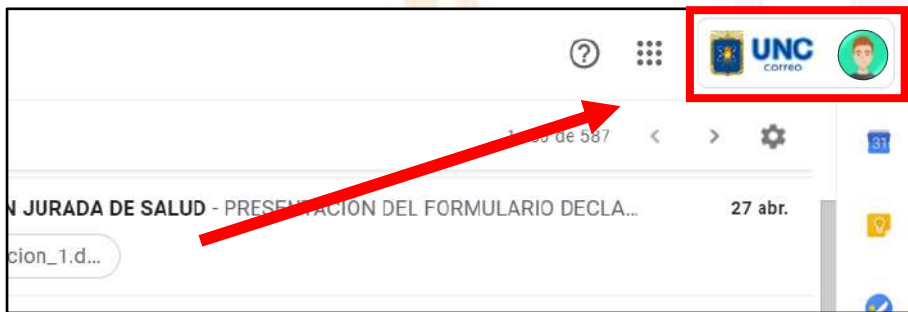 UNC
correo
de 587
31
N JURADA DE SALUD - PRESENTACION DEL FORMULARIO DECLA... 27 abr.
cion_1.d...